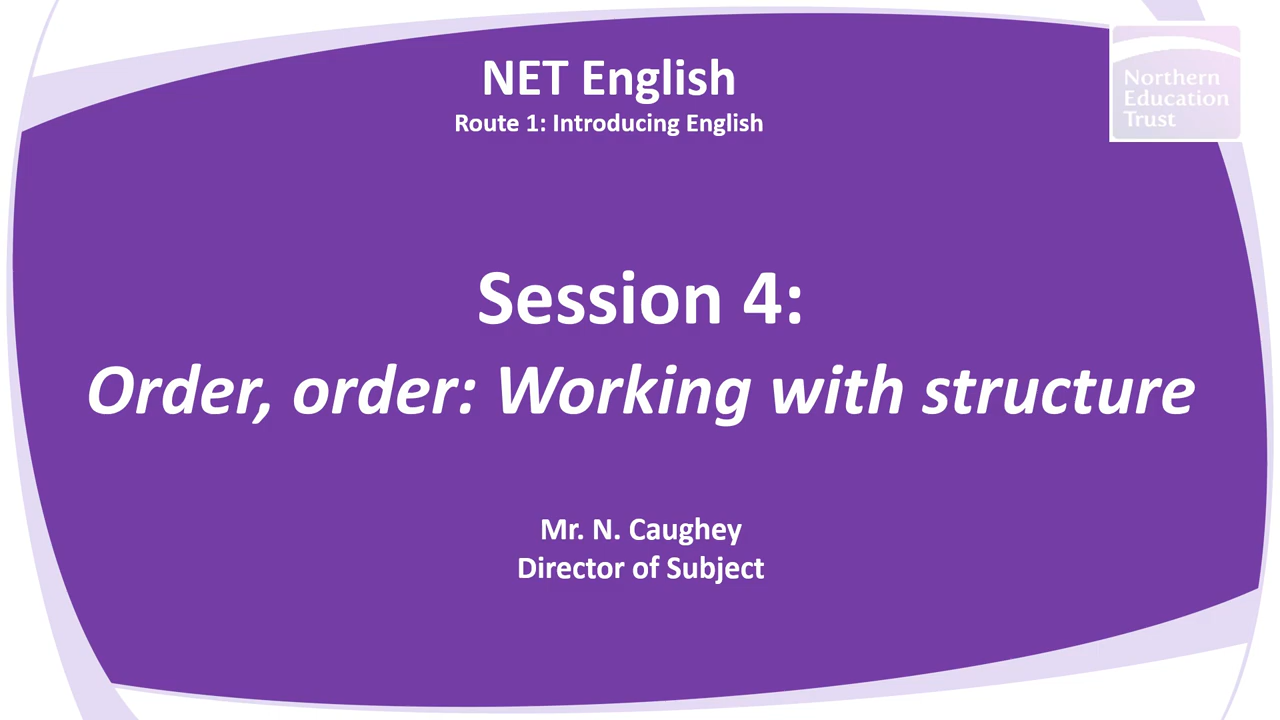 NET English
Route 1: Introducing English
Northern
Education
Trust
Session 4:
Order, order: Working with structure
Mr. N. Caughey
Director of Subject